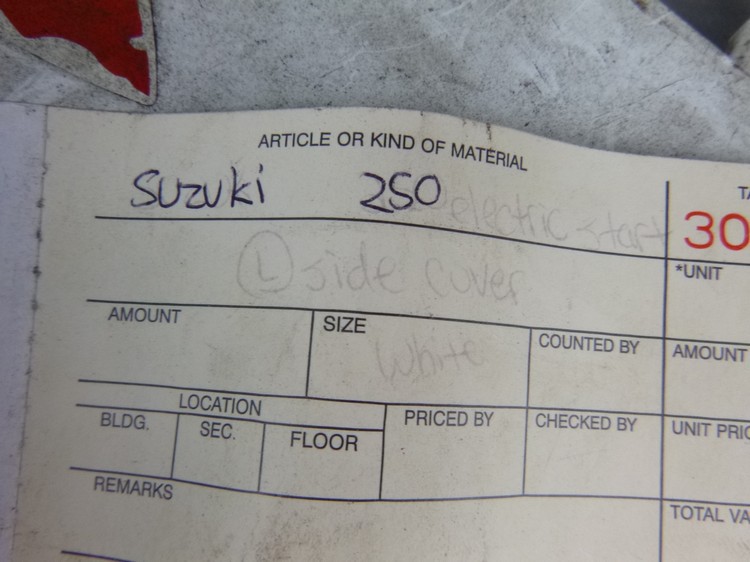 ARTICLE OR KIND OF MATERIAL
Suzuki 250 electric start
TA
30
Ⓛ side cover
*UNIT
AMOUNT
SIZE
White
COUNTED BY
AMOUNT
LOCATION
BLDG.
SEC.
FLOOR
PRICED BY
CHECKED BY
UNIT PRIC
REMARKS
TOTAL VA